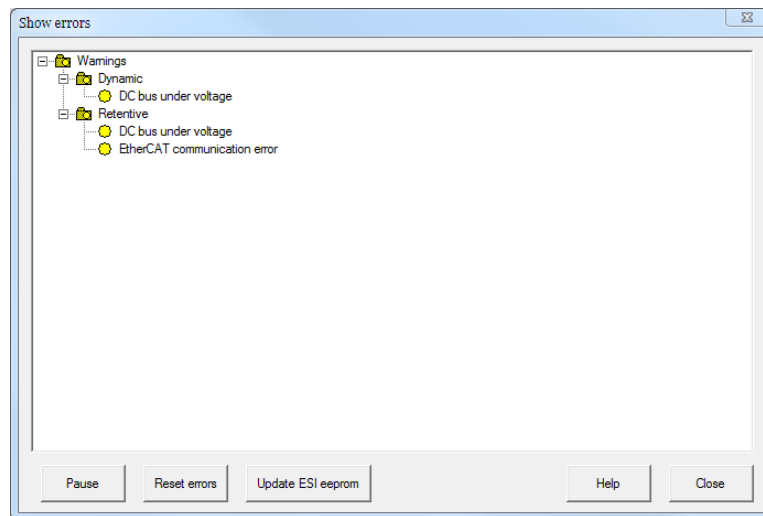 Show errors
Warnings
Dynamic
DC bus under voltage
Retentive
DC bus under voltage
EtherCAT communication error
Pause Reset errors Update ESI eeprom Help Close